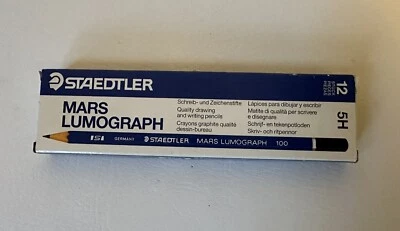 STAEDTLER
MARS
LUMOGRAPH
Schreib- und Zeichenstifte
Quality drawing
and writing pencils
Crayons graphite qualité
dessin-bureau
Lápices para dibujar y escribir
Matite di qualità per scrivere
e disegnare
Schrijf- en tekenpotloden
Skriv- och ritpennor
12
5H
GERMANY STAEDTLER MARS LUMOGRAPH 100